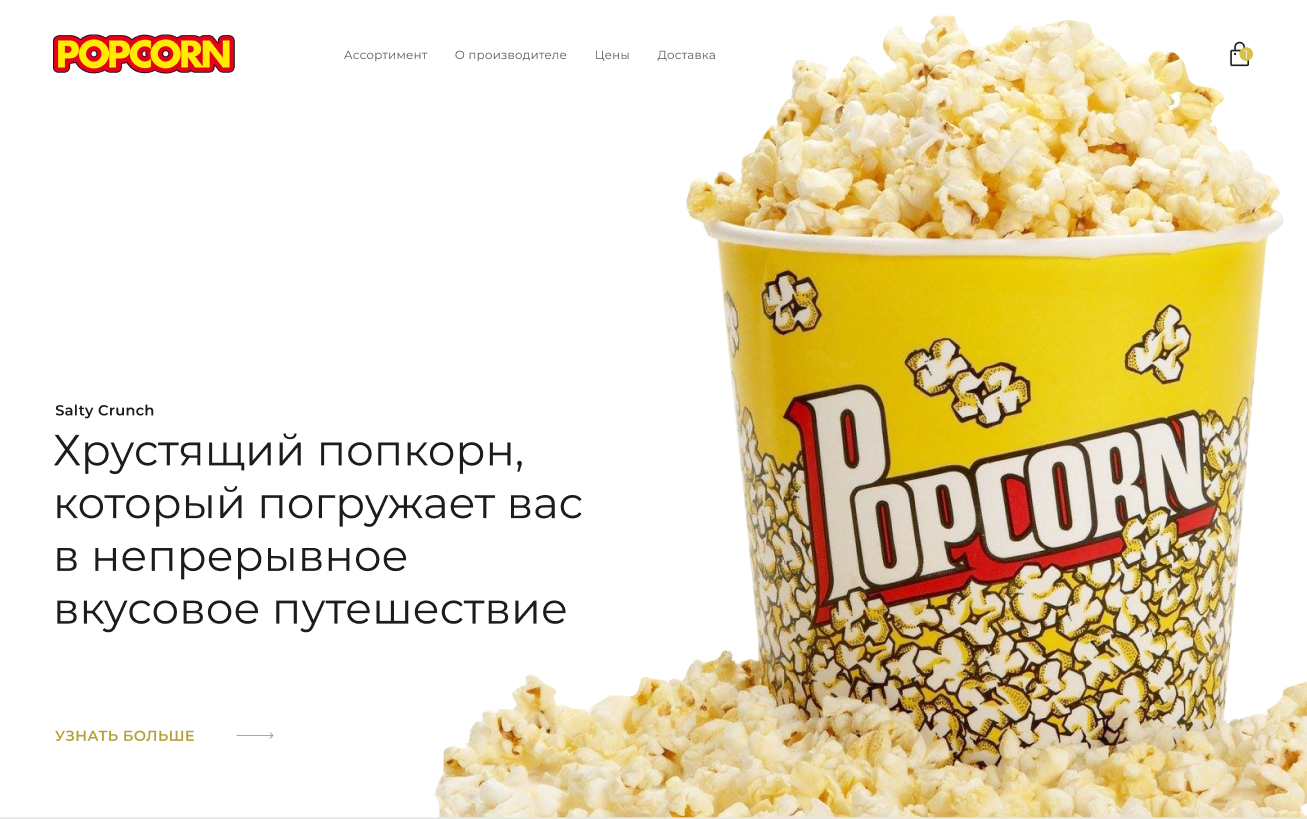 POPCORN
Ассортимент
О производителе
Цены
Доставка
1
Salty Crunch
Хрустящий попкорн,
который погружает вас
в непрерывное
вкусовое путешествие
УЗНАТЬ БОЛЬШЕ
POPCORN